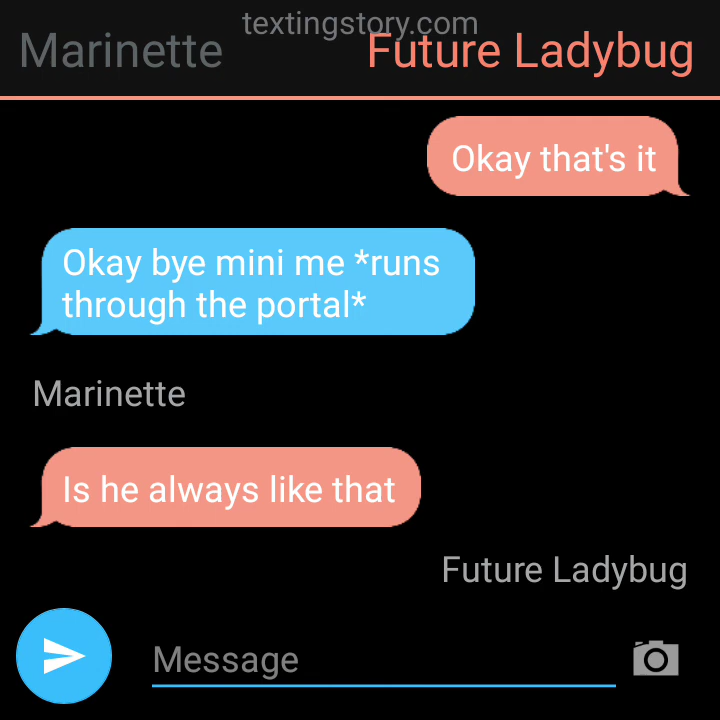 textingstory.com
Marinette
Future Ladybug
Okay that's it
Okay bye mini me *runs
through the portal*
Marinette
Is he always like that
Future Ladybug
Message